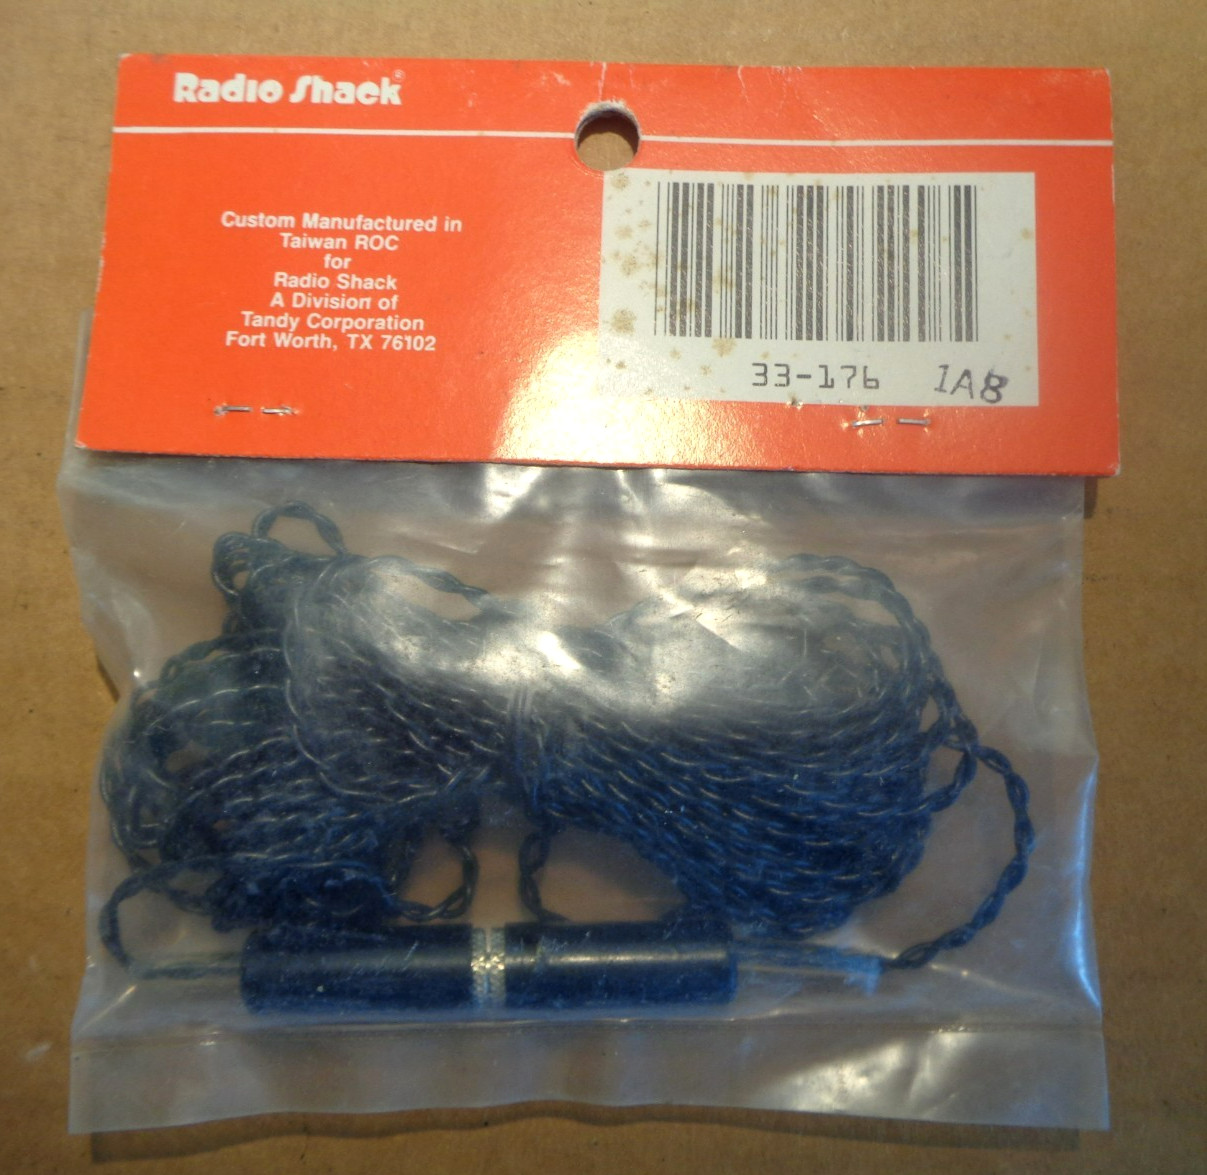 Radio Shack®
Custom Manufactured in
Taiwan ROC
for
Radio Shack
A Division of
Tandy Corporation
Fort Worth, TX 76102
33-176 1A8